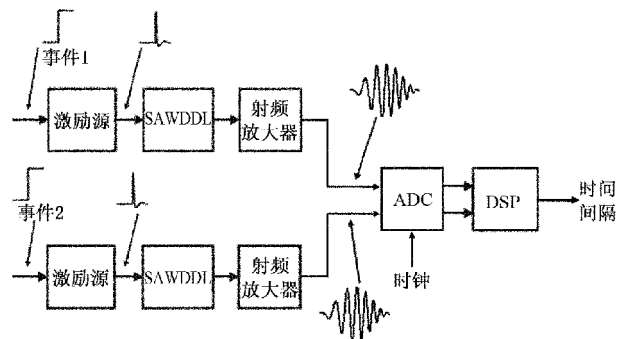 事件1
激励源
SAWDDL
射频
放大器
事件2
激励源
SAWDDL
射频
放大器
ADC
DSP
时间
间隔
时钟